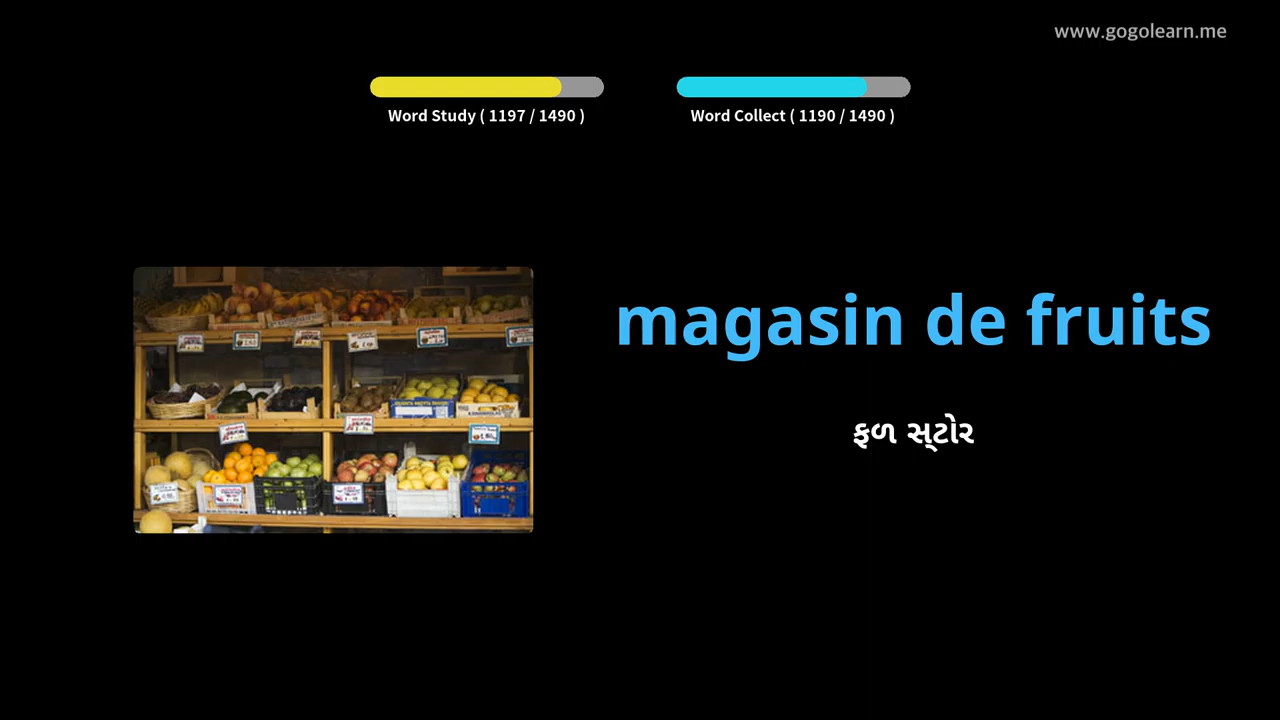 www.gogolearn.me
Word Study ( 1197 / 1490 )
Word Collect ( 1190 / 1490 )
magasin de fruits
ફળ સ્ટોર